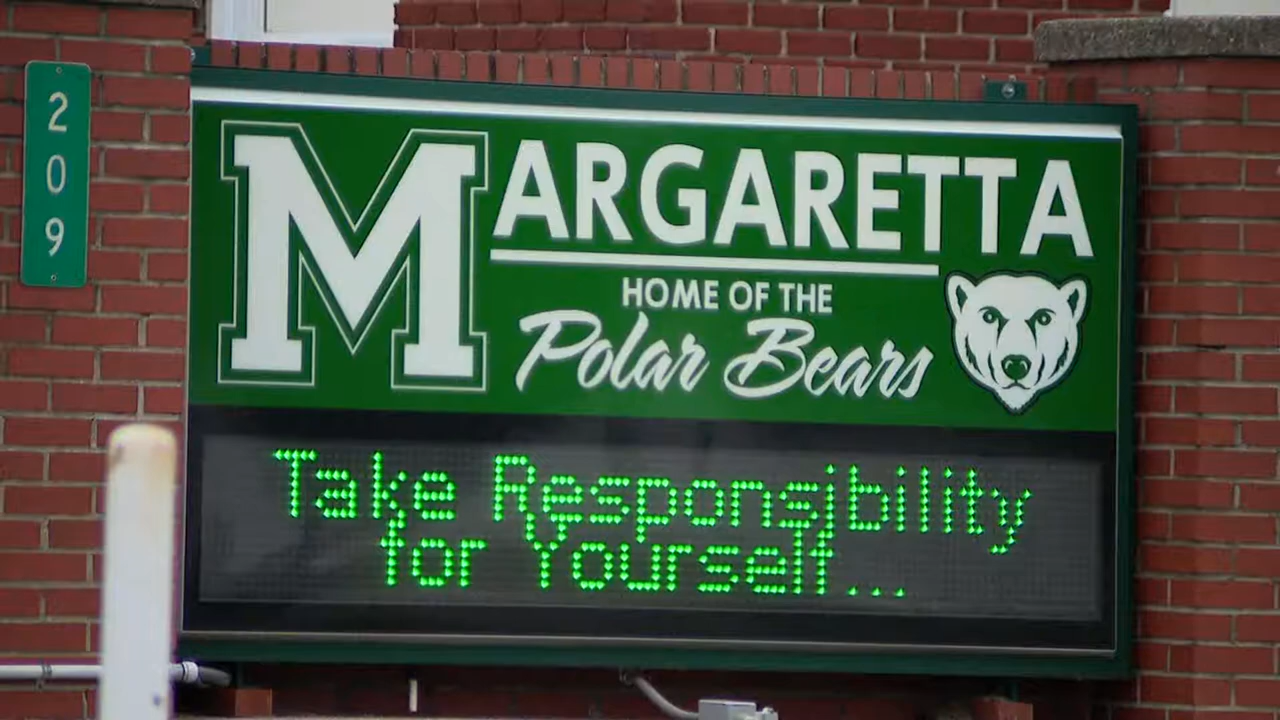 209
MARGARETTA
HOME OF THE
Polar Bears
Take Responsibility
for Yourself...